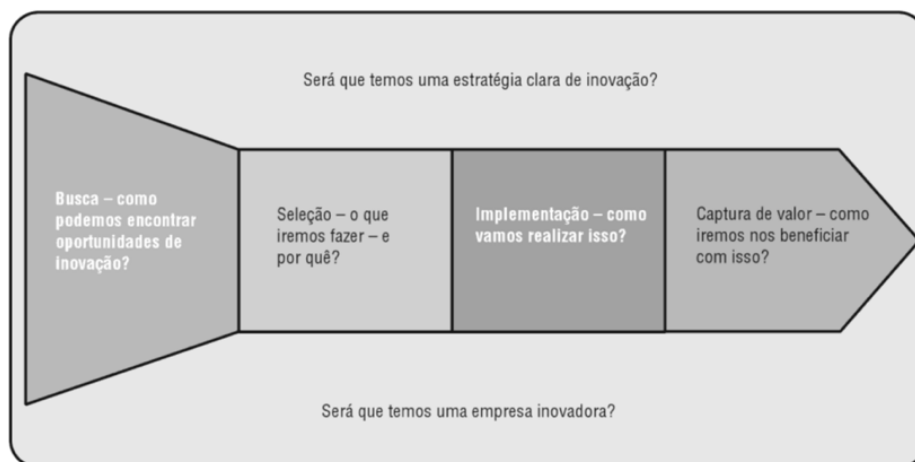 Será que temos uma estratégia clara de inovação?
Busca – como
podemos encontrar
oportunidades de
inovação?
Seleção – o que
iremos fazer – e
por quê?
Implementação – como
vamos realizar isso?
Captura de valor – como
iremos nos beneficiar
com isso?
Será que temos uma empresa inovadora?